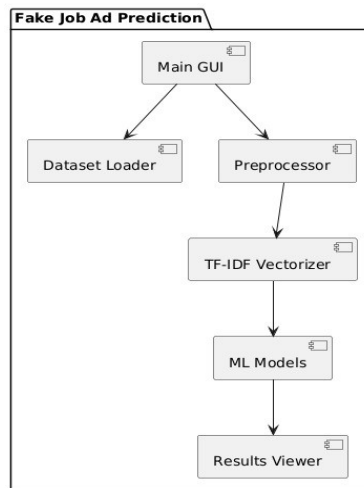 Fake Job Ad Prediction
Main GUI
Dataset Loader
Preprocessor
TF-IDF Vectorizer
ML Models
Results Viewer